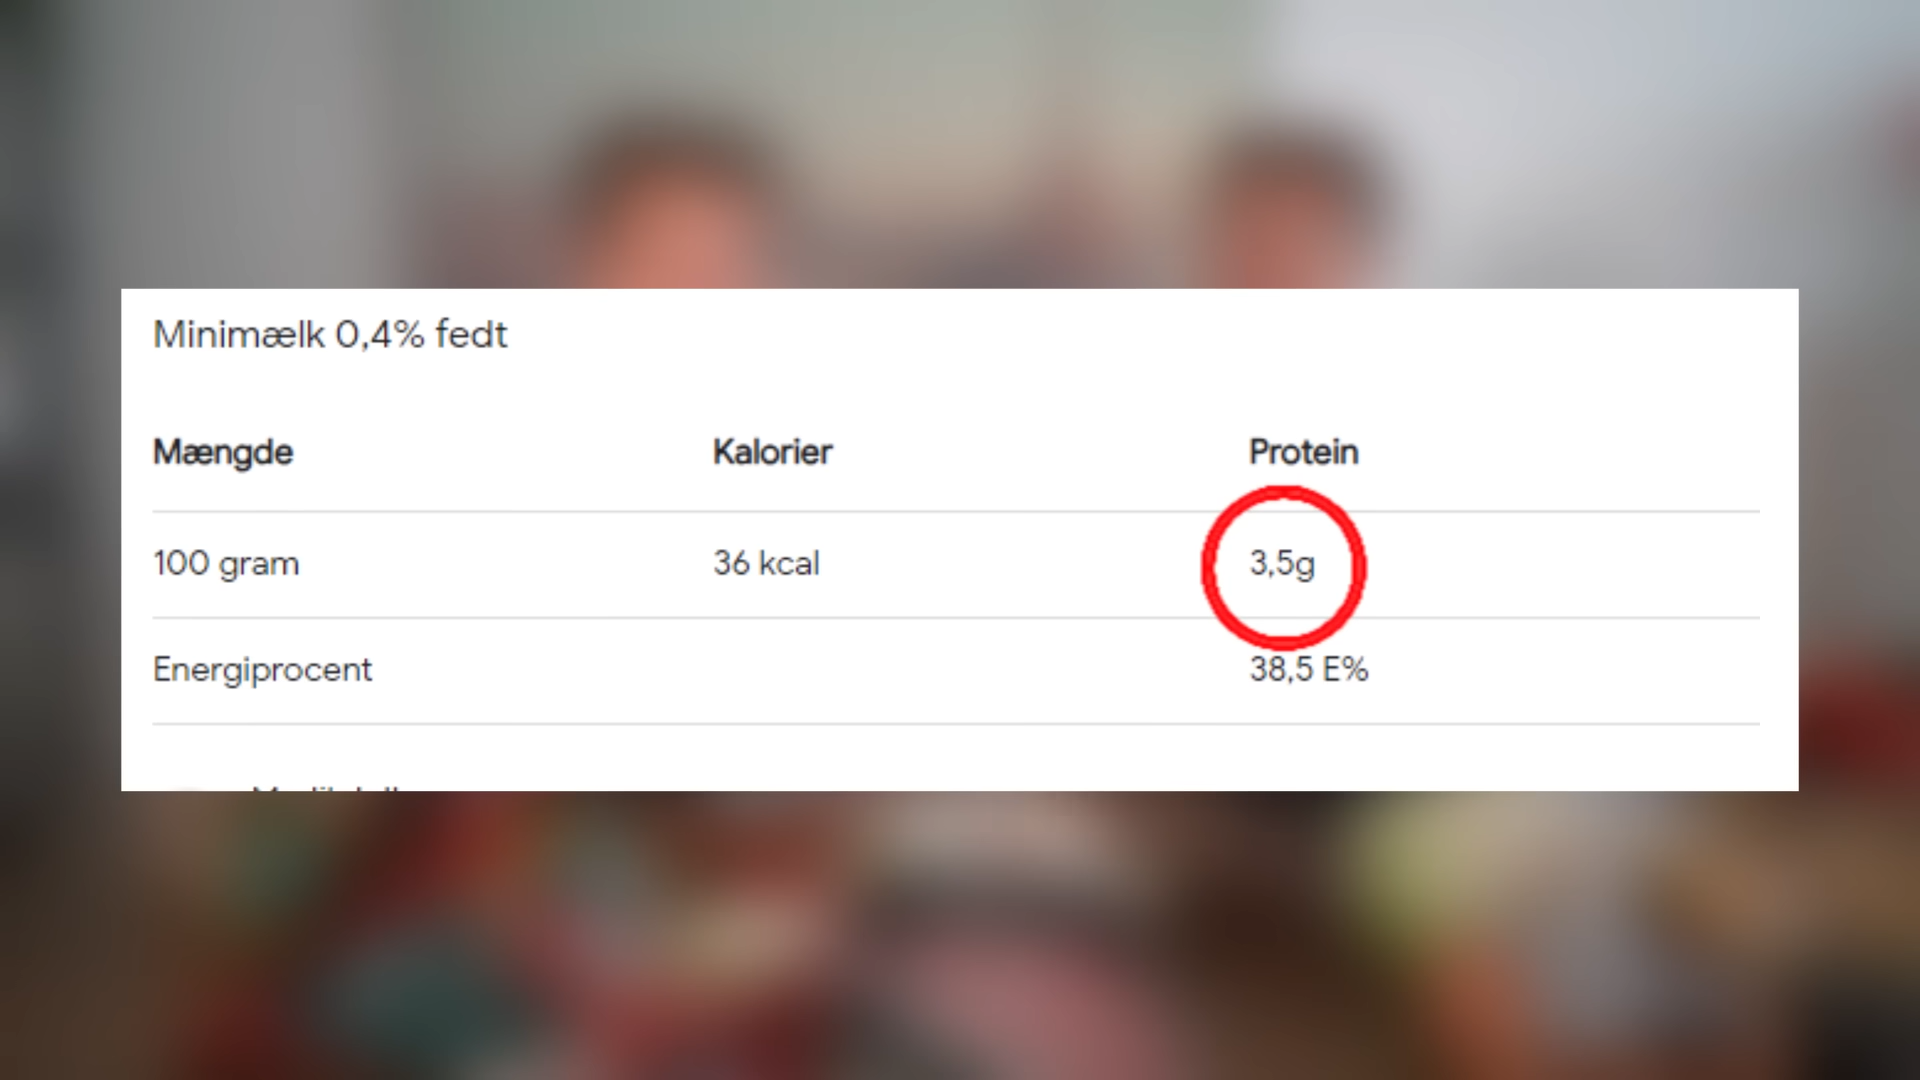 Minimælk 0,4% fedt
Mængde Kalorier Protein
100 gram 36 kcal 3,5g
Energiprocent 38,5 E%